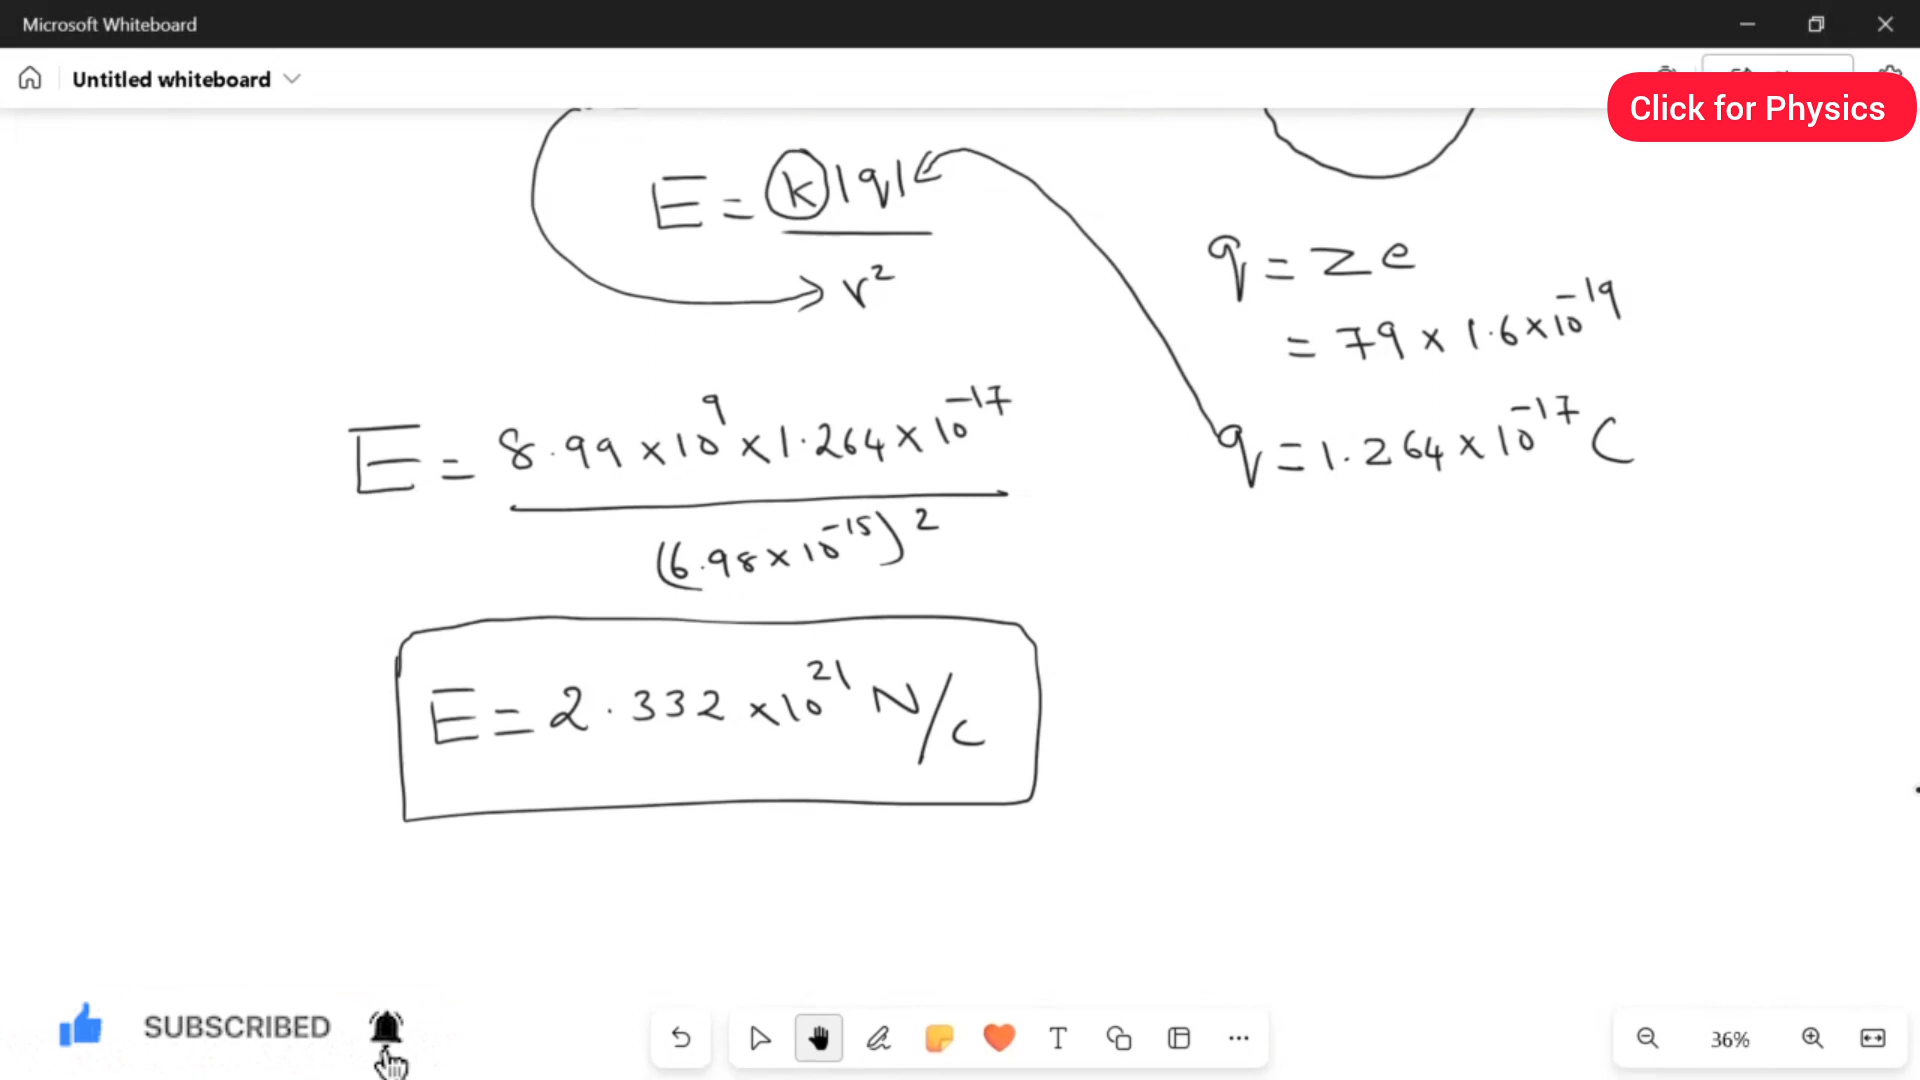 Microsoft Whiteboard
Untitled whiteboard
Click for Physics
E = k|q|
r²
q = ze
= 79 × 1.6×10⁻¹⁹
q = 1.264 × 10⁻¹⁷ C
E = 8.99 × 10⁹ × 1.264 × 10⁻¹⁷
(6.98 × 10⁻¹⁵)²
E = 2.332 × 10²¹ N/C
SUBSCRIBED
T
36%